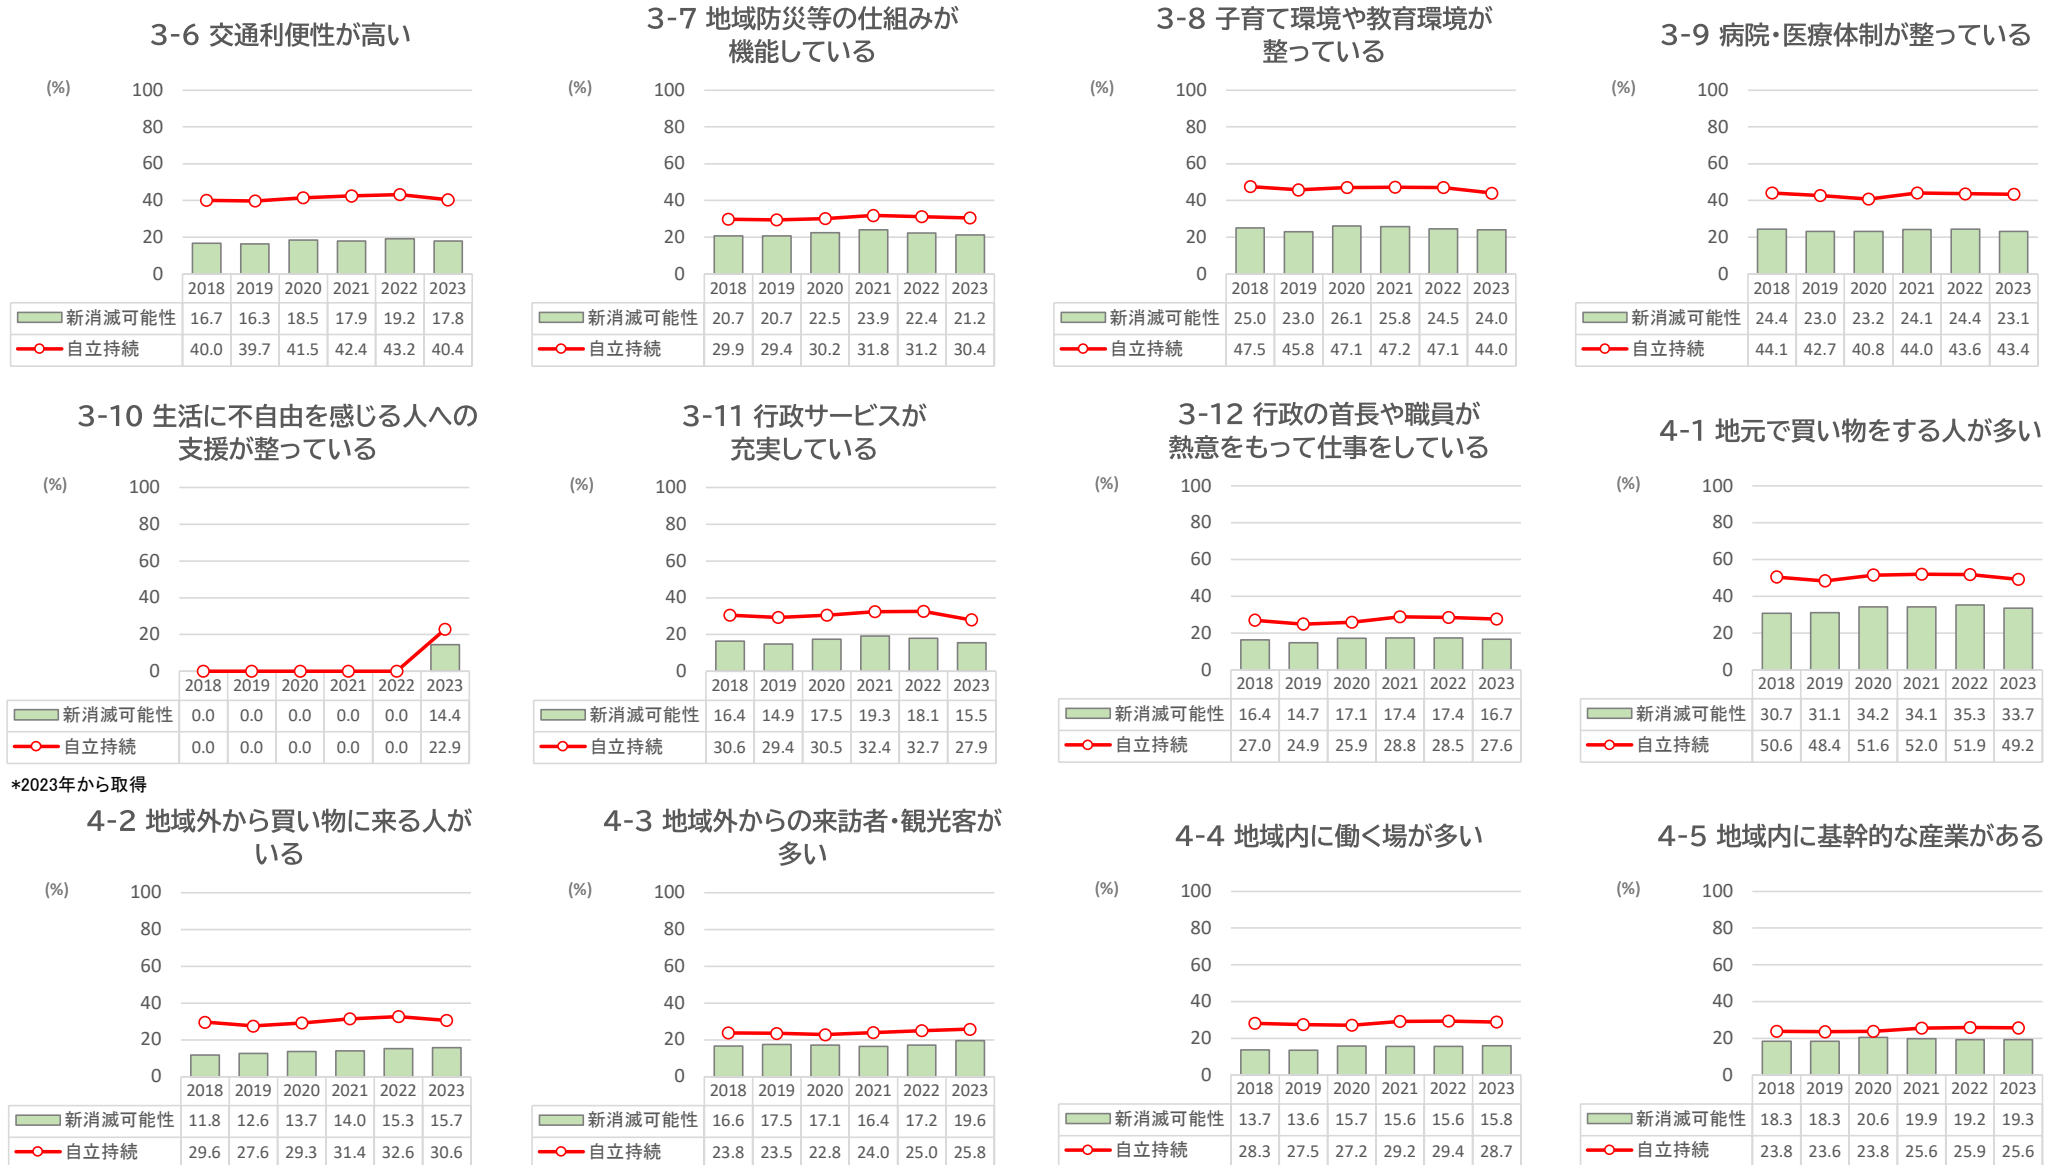 3-6 交通利便性が高い
(%)
100
80
60
40
20
0
2018 2019 2020 2021 2022 2023
新消滅可能性 16.7 16.3 18.5 17.9 19.2 17.8
自立持続 40.0 39.7 41.5 42.4 43.2 40.4
3-7 地域防災等の仕組みが
機能している
(%)
100
80
60
40
20
0
2018 2019 2020 2021 2022 2023
新消滅可能性 20.7 20.7 22.5 23.9 22.4 21.2
自立持続 29.9 29.4 30.2 31.8 31.2 30.4
3-8 子育て環境や教育環境が
整っている
(%)
100
80
60
40
20
0
2018 2019 2020 2021 2022 2023
新消滅可能性 25.0 23.0 26.1 25.8 24.5 24.0
自立持続 47.5 45.8 47.1 47.2 47.1 44.0
3-9 病院・医療体制が整っている
(%)
100
80
60
40
20
0
2018 2019 2020 2021 2022 2023
新消滅可能性 24.4 23.0 23.2 24.1 24.4 23.1
自立持続 44.1 42.7 40.8 44.0 43.6 43.4
3-10 生活に不自由を感じる人への
支援が整っている
(%)
100
80
60
40
20
0
2018 2019 2020 2021 2022 2023
新消滅可能性 0.0 0.0 0.0 0.0 0.0 14.4
自立持続 0.0 0.0 0.0 0.0 0.0 22.9
*2023年から取得
3-11 行政サービスが
充実している
(%)
100
80
60
40
20
0
2018 2019 2020 2021 2022 2023
新消滅可能性 16.4 14.9 17.5 19.3 18.1 15.5
自立持続 30.6 29.4 30.5 32.4 32.7 27.9
3-12 行政の首長や職員が
熱意をもって仕事をしている
(%)
100
80
60
40
20
0
2018 2019 2020 2021 2022 2023
新消滅可能性 16.4 14.7 17.1 17.4 17.4 16.7
自立持続 27.0 24.9 25.9 28.8 28.5 27.6
4-1 地元で買い物をする人が多い
(%)
100
80
60
40
20
0
2018 2019 2020 2021 2022 2023
新消滅可能性 30.7 31.1 34.2 34.1 35.3 33.7
自立持続 50.6 48.4 51.6 52.0 51.9 49.2
4-2 地域外から買い物に来る人が
いる
(%)
100
80
60
40
20
0
2018 2019 2020 2021 2022 2023
新消滅可能性 11.8 12.6 13.7 14.0 15.3 15.7
自立持続 29.6 27.6 29.3 31.4 32.6 30.6
4-3 地域外からの来訪者・観光客が
多い
(%)
100
80
60
40
20
0
2018 2019 2020 2021 2022 2023
新消滅可能性 16.6 17.5 17.1 16.4 17.2 19.6
自立持続 23.8 23.5 22.8 24.0 25.0 25.8
4-4 地域内に働く場が多い
(%)
100
80
60
40
20
0
2018 2019 2020 2021 2022 2023
新消滅可能性 13.7 13.6 15.7 15.6 15.6 15.8
自立持続 28.3 27.5 27.2 29.2 29.4 28.7
4-5 地域内に基幹的な産業がある
(%)
100
80
60
40
20
0
2018 2019 2020 2021 2022 2023
新消滅可能性 18.3 18.3 20.6 19.9 19.2 19.3
自立持続 23.8 23.6 23.8 25.6 25.9 25.6